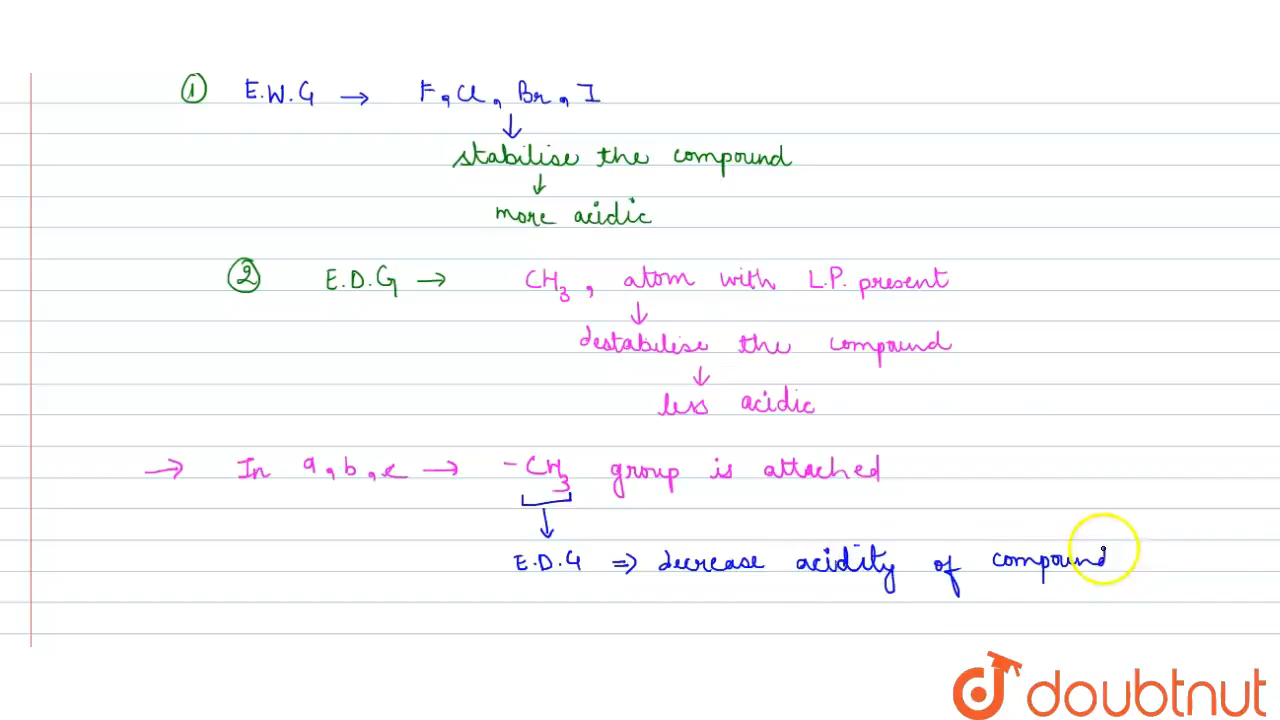 ① E.W.G → F, Cl, Br, I
↓
stabilise the compound
↓
more acidic
② E.D.G → CH3, atom with L.P. present
↓
destabilise the compound
↓
less acidic
→ In a, b, c → -CH3 group is attached
↓
E.D.G ⇒ decrease acidity of compound
doubtnut